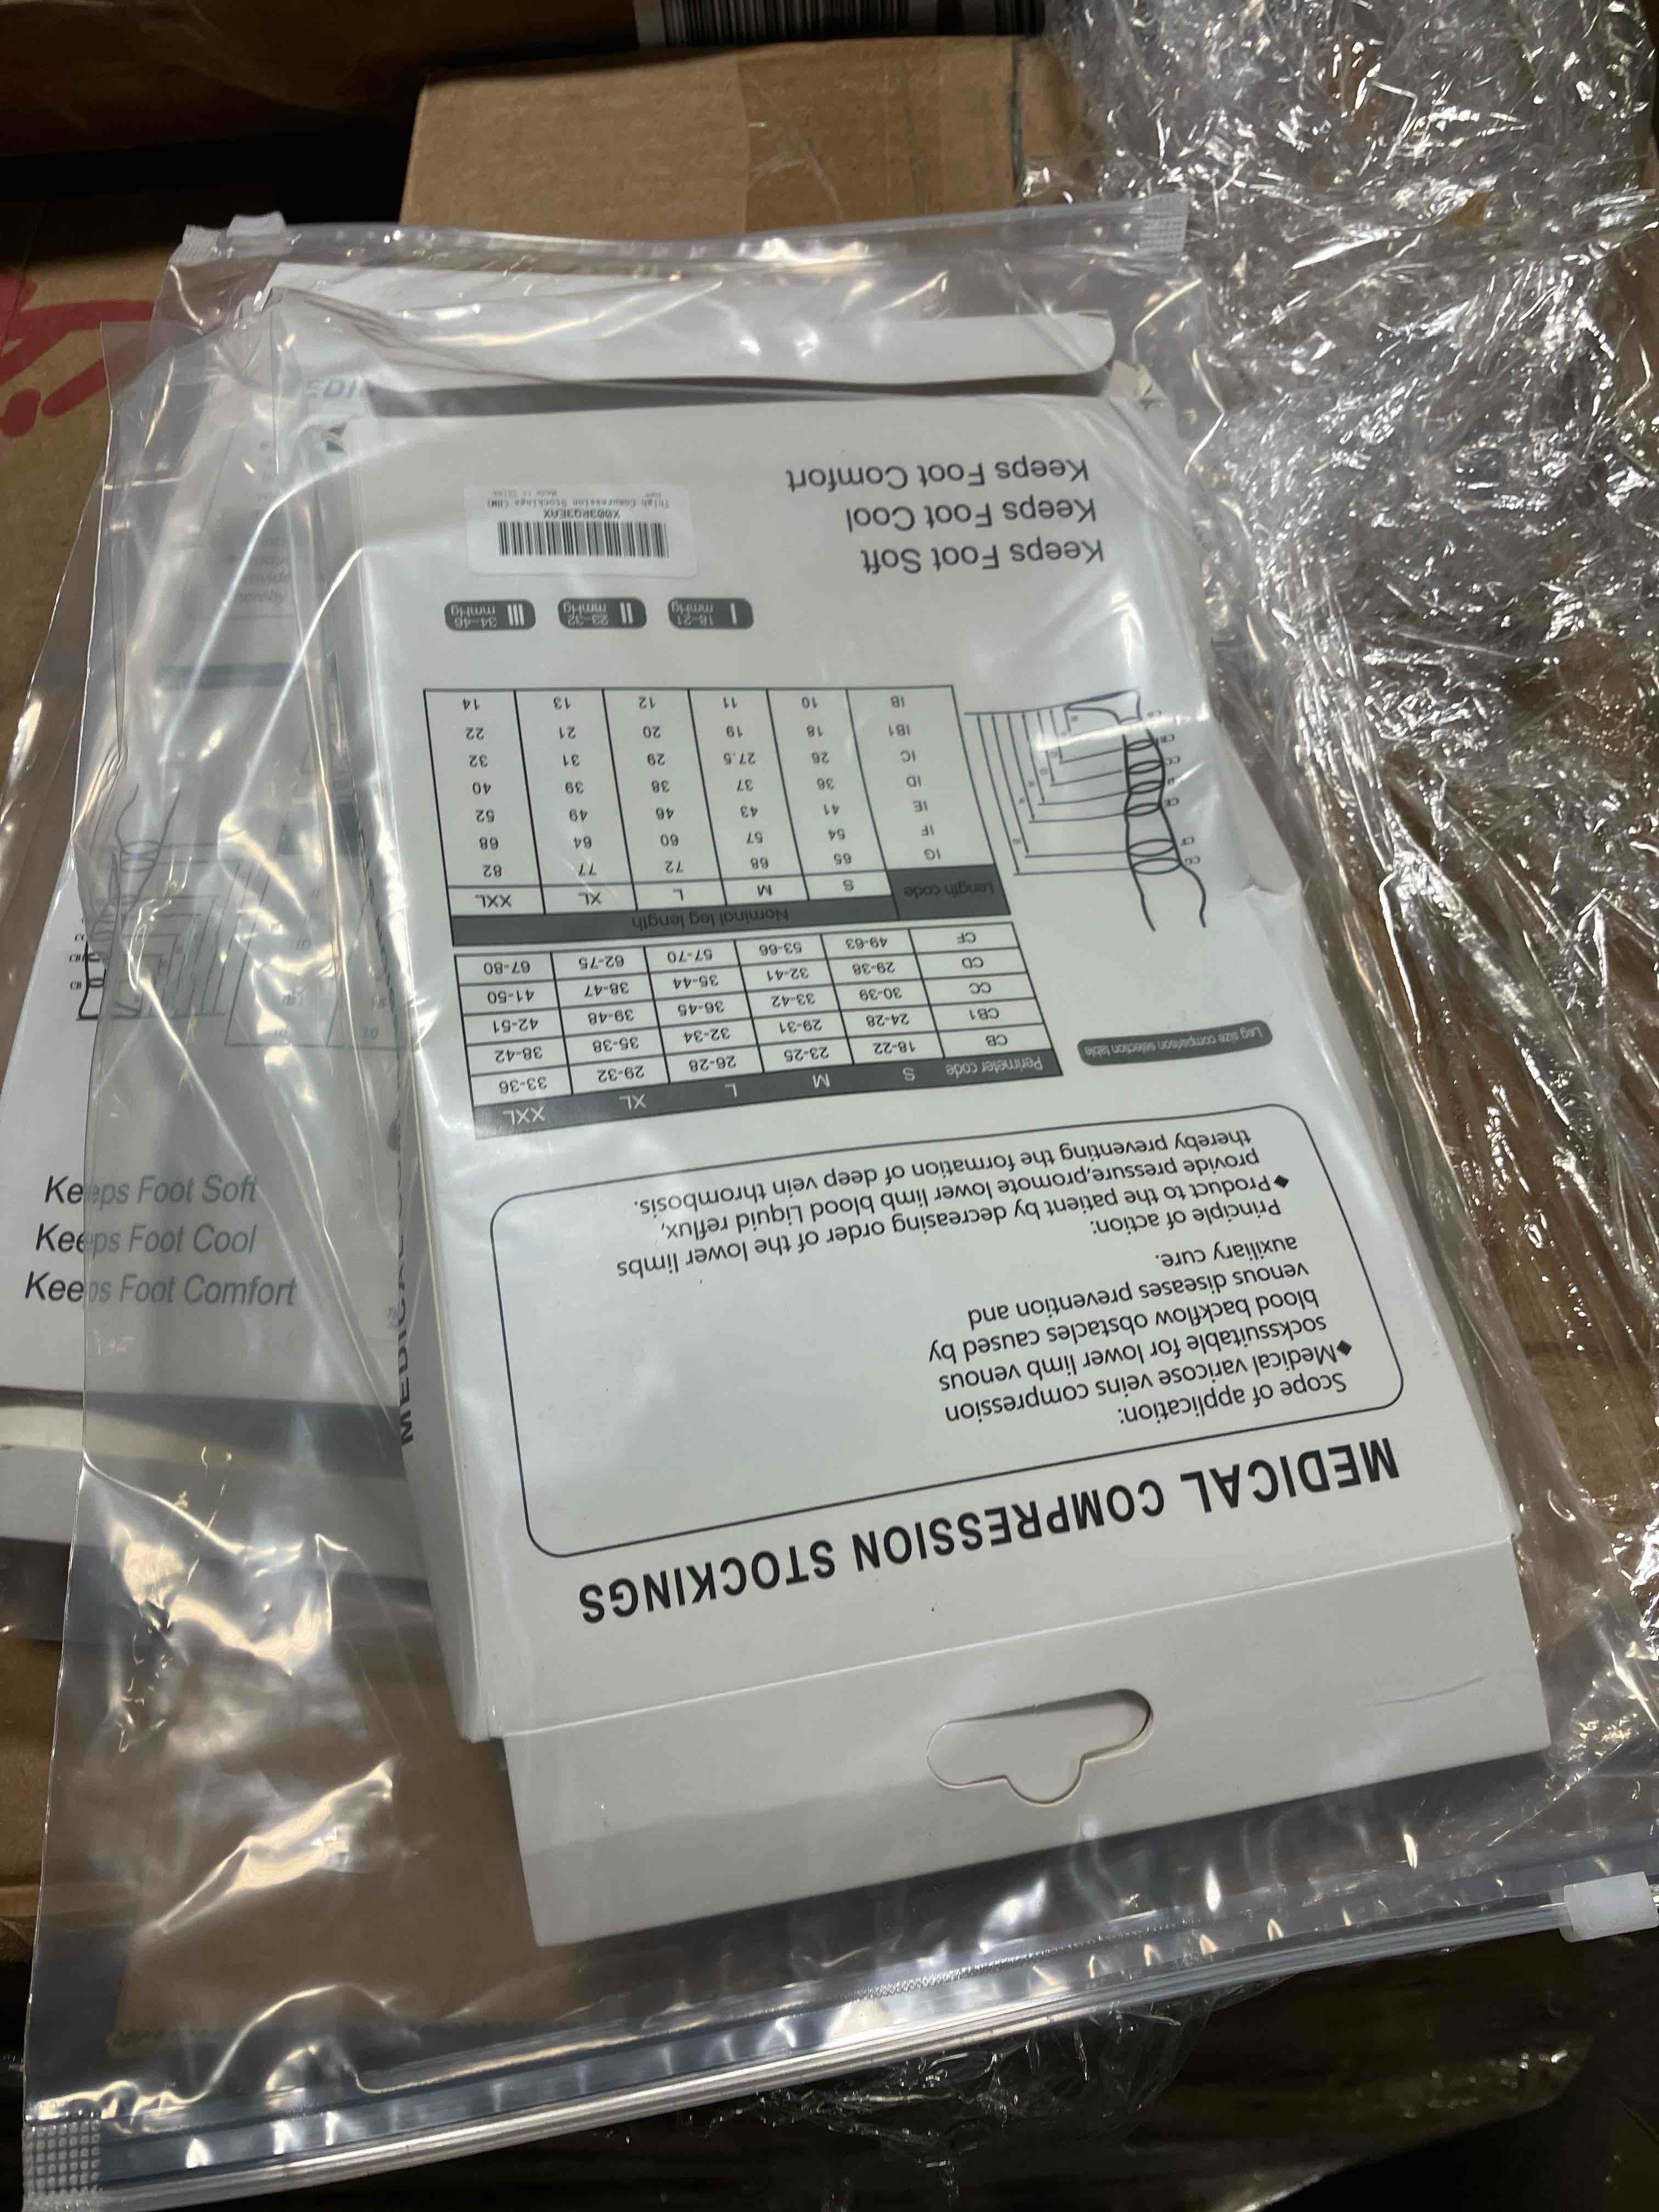 MEDICAL COMPRESSION STOCKINGS
Scope of application:
◆Medical varicose veins compression
sockssuitable for lower limb venous
blood backflow obstacles caused by
venous diseases prevention and
auxiliary cure.
Principle of action:
◆Product to the patient by decreasing order of the lower limbs
provide pressure,promote lower limb blood Liquid reflux,
thereby preventing the formation of deep vein thrombosis.
Leg size comparison selection table
Perimeter code S M L XL XXL
CB 18-22 23-25 26-28 29-32 33-36
CB1 24-28 29-31 32-34 35-38 38-42
CC 30-39 33-42 36-45 39-48 42-51
CD 29-38 32-41 35-44 38-47 41-50
CF 49-63 53-66 57-70 62-75 67-80
Length code Nominal leg length
S M L XL XXL
IG 65 68 72 77 82
IF 54 57 60 64 68
IE 41 43 46 49 52
ID 36 37 38 39 40
IC 26 27.5 29 31 32
IB1 18 19 20 21 22
IB 10 11 12 13 14
I 18-21 mmHg
II 23-32 mmHg
III 34-46 mmHg
Keeps Foot Soft
Keeps Foot Cool
Keeps Foot Comfort
X003RQ3EAX
Thigh Compression Stockings (BM)
Made in China
Keeps Foot Soft
Keeps Foot Cool
Keeps Foot Comfort
MEDICAL